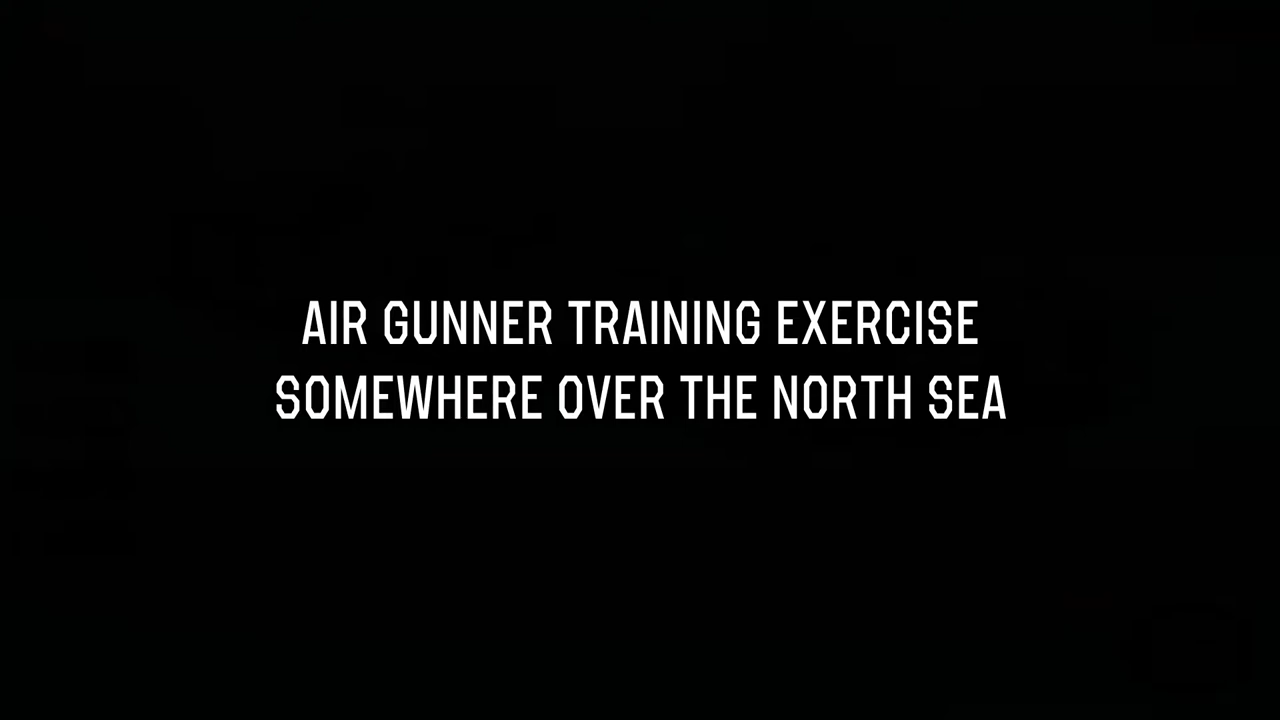 AIR GUNNER TRAINING EXERCISE
SOMEWHERE OVER THE NORTH SEA